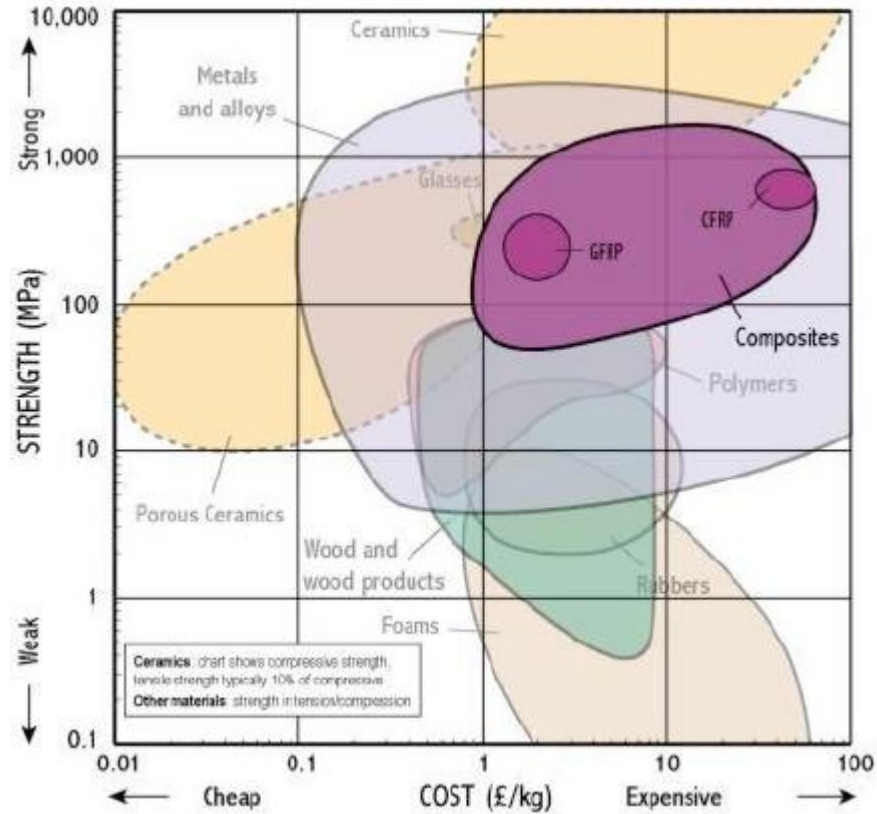 10,000
Ceramics
Metals
and alloys
Strong
1,000
Glasses
CFRP
GFRP
STRENGTH (MPa)
100
Composites
Polymers
10
Porous Ceramics
Wood and
wood products
Rubbers
1
Foams
Weak
Ceramics chart shows compressive strength,
tensile strength typically 10% of compressive
Other materials strength in tension/compression
0.1
0.01
0.1
1
10
100
Cheap
COST (£/kg)
Expensive